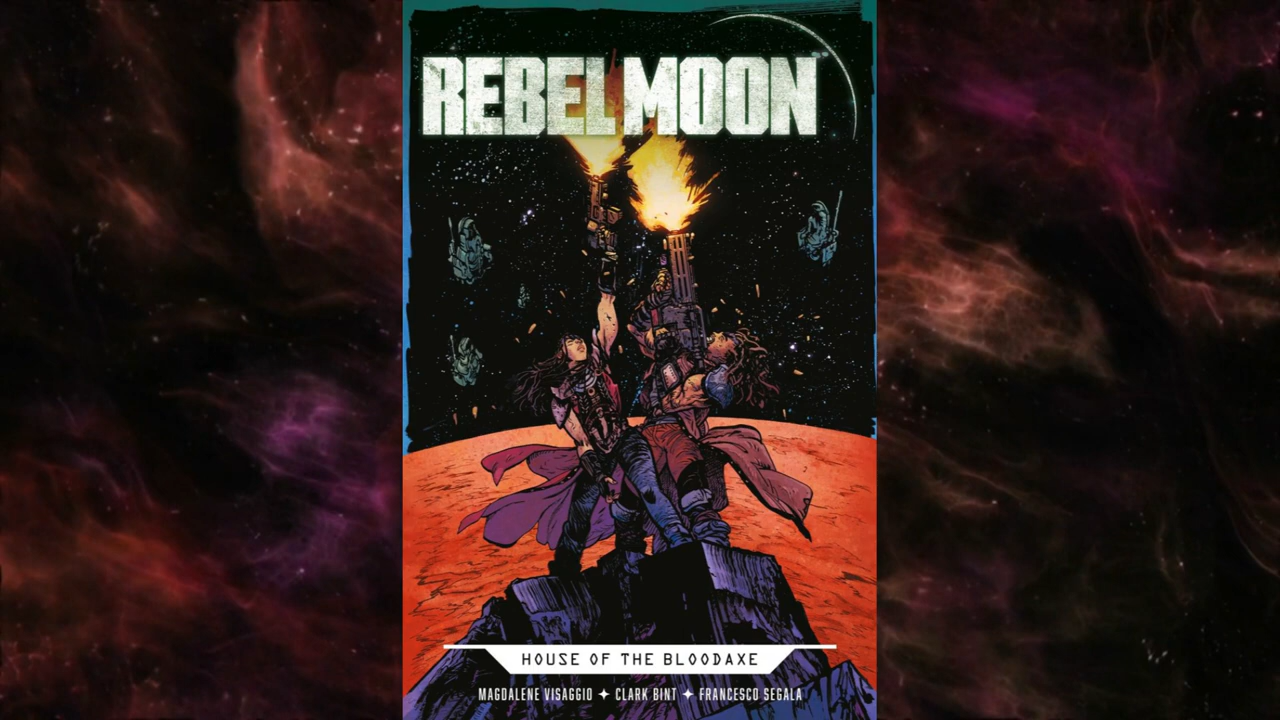 REBEL MOON
HOUSE OF THE BLOODAXE
MAGDALENE VISAGGIO ✦ CLARK BINT ✦ FRANCESCO SEGALA